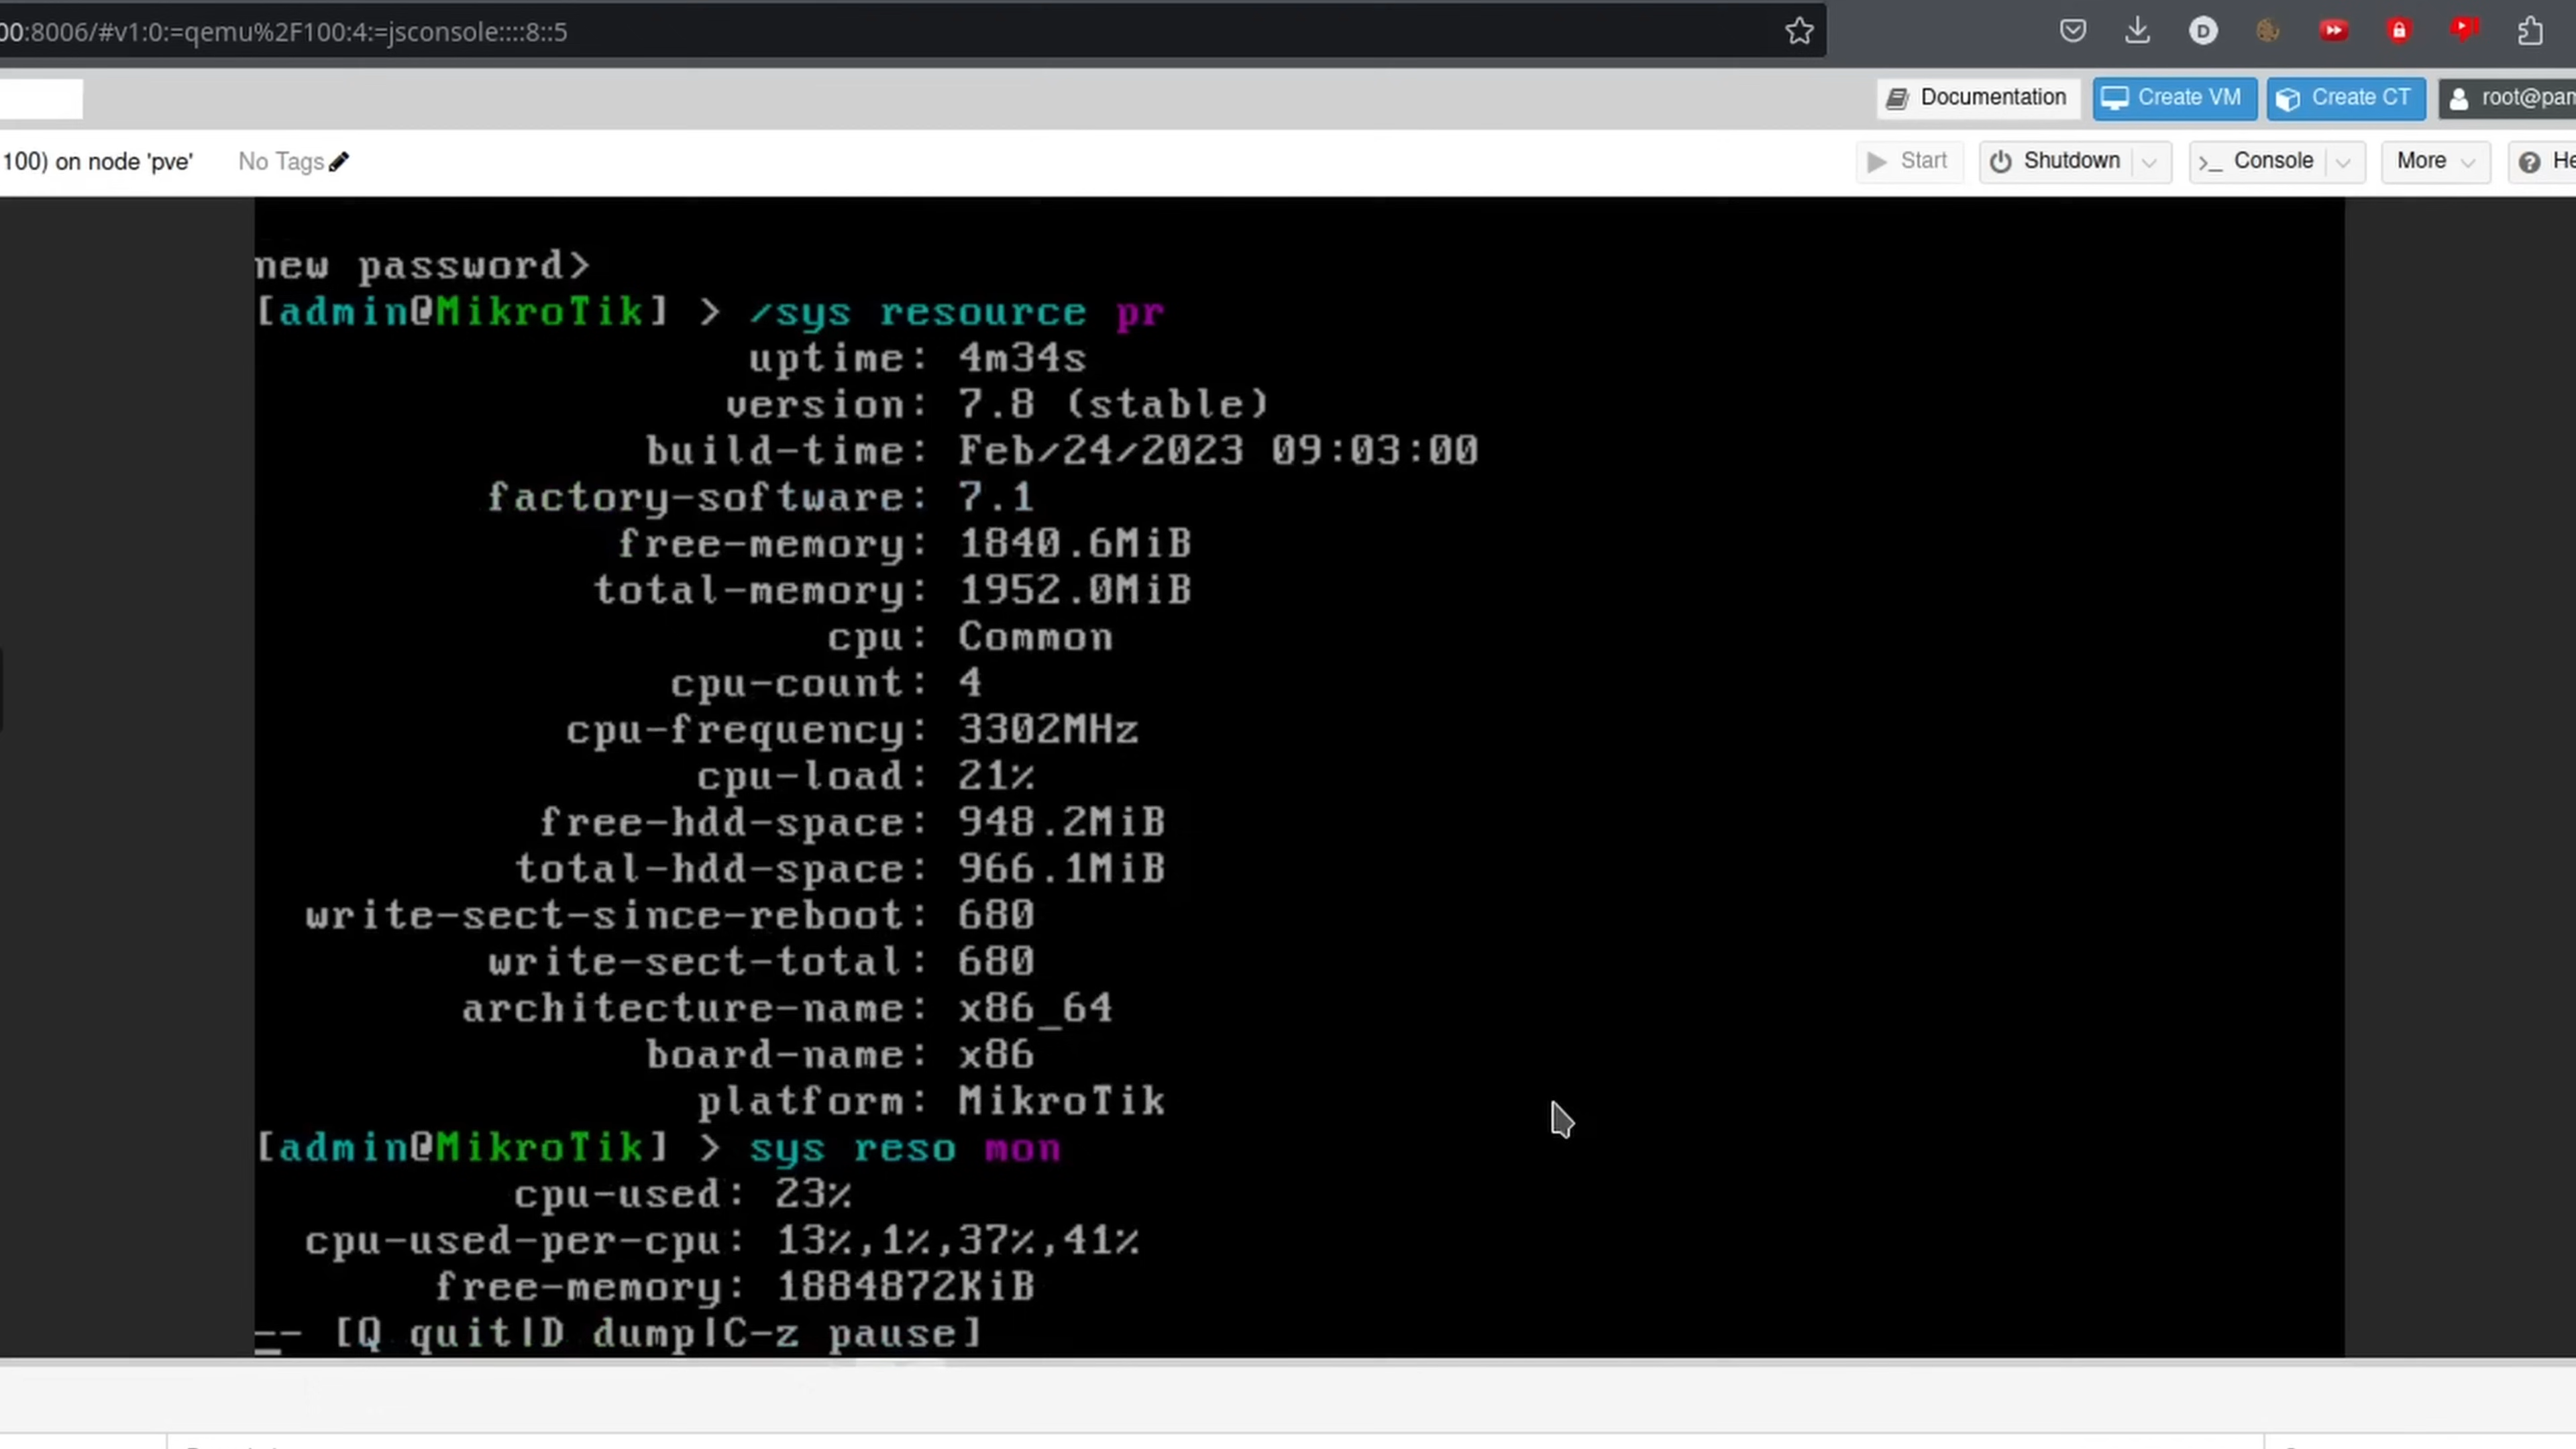 00:8006/#v1:0:=qemu%2F100:4:=jsconsole::::8::5
Documentation
Create VM
Create CT
root@pam
100) on node 'pve'
No Tags
Start
Shutdown
Console
More
He
new password>
[admin@MikroTik] > /sys resource pr
uptime: 4m34s
version: 7.8 (stable)
build-time: Feb/24/2023 09:03:00
factory-software: 7.1
free-memory: 1840.6MiB
total-memory: 1952.0MiB
cpu: Common
cpu-count: 4
cpu-frequency: 3302MHz
cpu-load: 21%
free-hdd-space: 948.2MiB
total-hdd-space: 966.1MiB
write-sect-since-reboot: 680
write-sect-total: 680
architecture-name: x86_64
board-name: x86
platform: MikroTik
[admin@MikroTik] > sys reso mon
cpu-used: 23%
cpu-used-per-cpu: 13%,1%,37%,41%
free-memory: 1884872KiB
-- [Q quit|D dump|C-z pause]